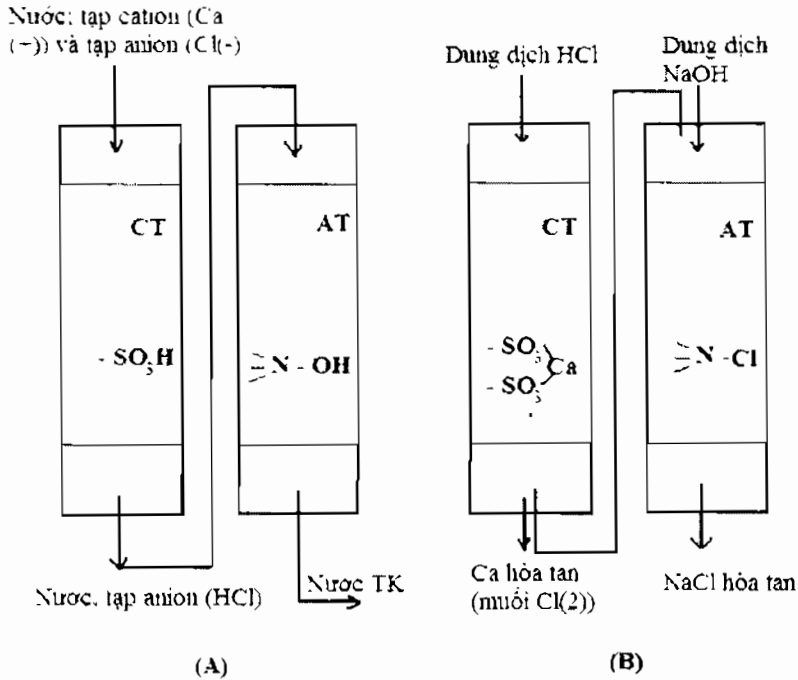 Nước; tạp cation (Ca
(+)) và tạp anion (Cl(-)
CT
AT
- SO3H
≡ N - OH
Nước, tạp anion (HCl)
Nước TK
(A)
Dung dịch HCl
Dung dịch
NaOH
CT
AT
- SO3
Ca
- SO3
≡ N - Cl
Ca hòa tan
(muối Cl(2))
NaCl hòa tan
(B)